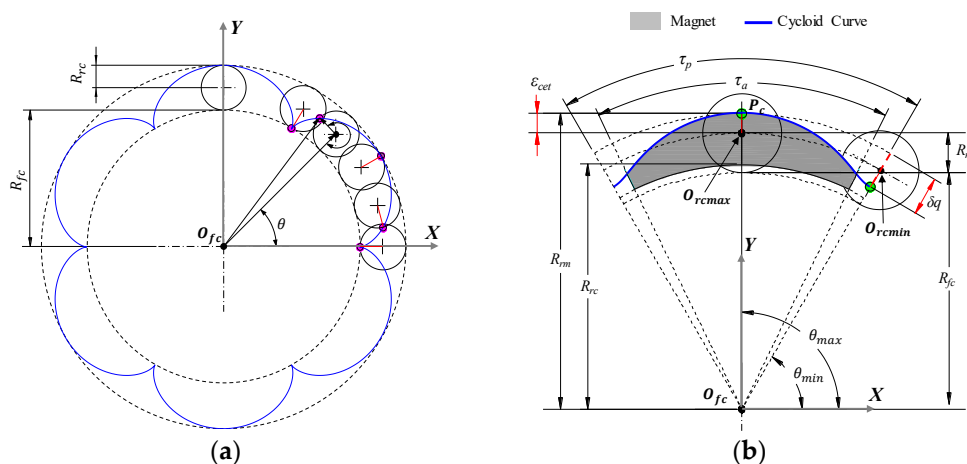 Magnet
Cycloid Curve
Y
R_rc
R_fc
O_fc
θ
X
(a)
τ_p
τ_a
ε_cet
P_c
O_rcmax
O_rcmin
δq
Y
R_rm
R_rc
R_fc
θ_max
θ_min
O_fc
X
(b)